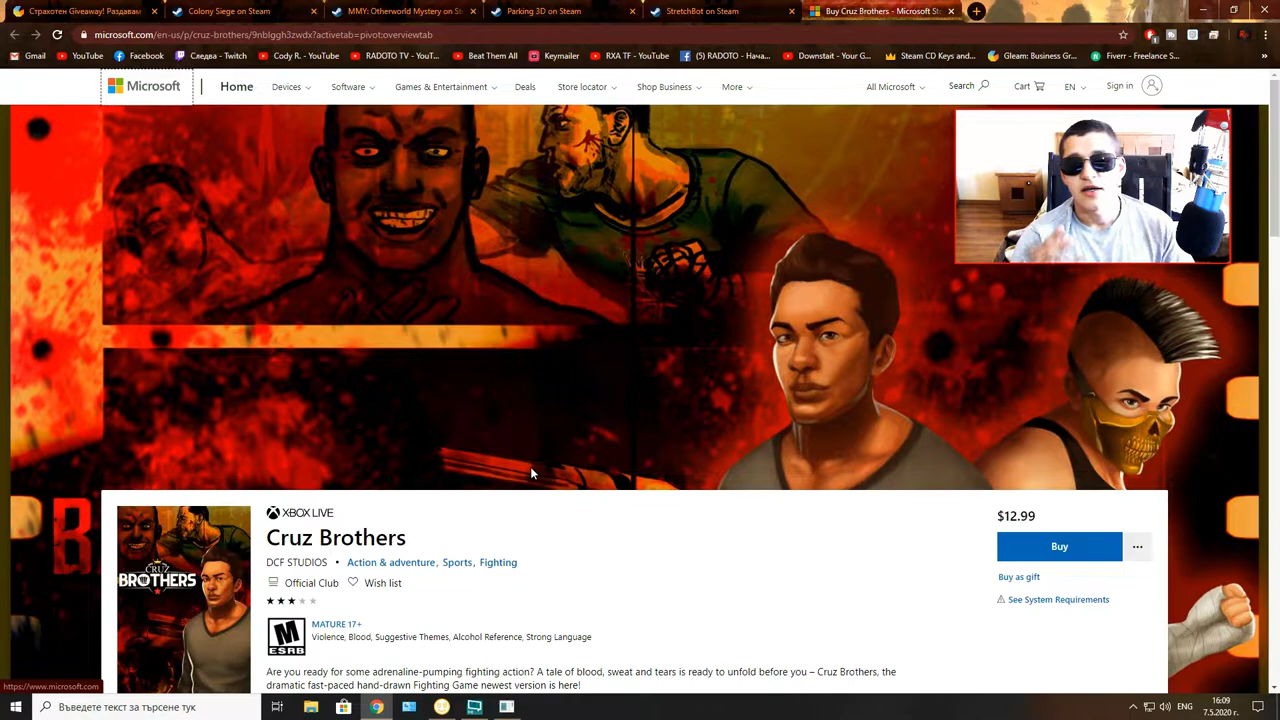 Страхотен Giveaway! Раздавам
Colony Siege on Steam
MMY: Otherworld Mystery on St
Parking 3D on Steam
StretchBot on Steam
Buy Cruz Brothers - Microsoft St
microsoft.com/en-us/p/cruz-brothers/9nblggh3zwdx?activetab=pivot:overviewtab
Gmail YouTube Facebook Следва - Twitch Cody R. - YouTube RADOTO TV - YouT... Beat Them All Keymailer RXA TF - YouTube (5) RADOTO - Нача... Downstait - Your G... Steam CD Keys and... Gleam: Business Gr... Fiverr - Freelance S...
Microsoft Home Devices Software Games & Entertainment Deals Store locator Shop Business More All Microsoft Search Cart EN Sign in
XBOX LIVE
Cruz Brothers
DCF STUDIOS • Action & adventure, Sports, Fighting
Official Club Wish list
CRUZ
BROTHERS
M
ESRB
MATURE 17+
Violence, Blood, Suggestive Themes, Alcohol Reference, Strong Language
Are you ready for some adrenaline-pumping fighting action? A tale of blood, sweat and tears is ready to unfold before you – Cruz Brothers, the
dramatic fast-paced hand-drawn Fighting Game newest version is here!
$12.99
Buy
Buy as gift
See System Requirements
https://www.microsoft.com
Въведете текст за търсене тук
ENG
16:09
7.5.2020 г.